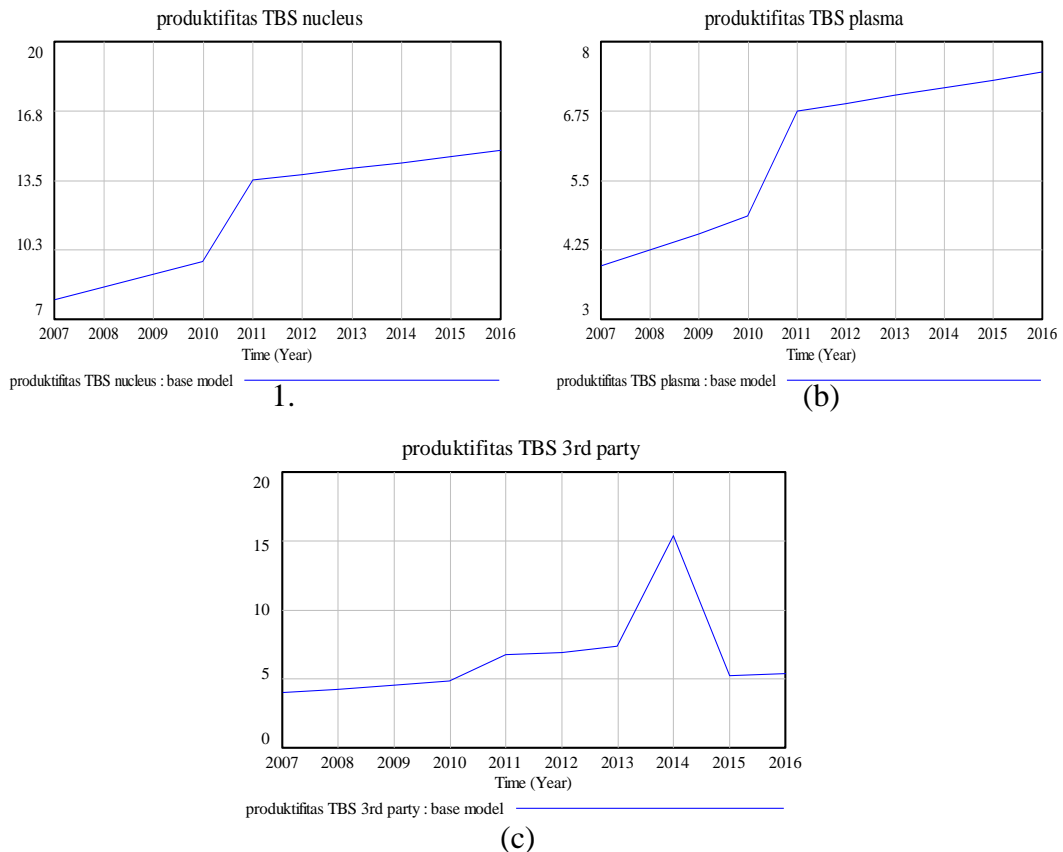 produktifitas TBS nucleus
20
16.8
13.5
10.3
7
2007 2008 2009 2010 2011 2012 2013 2014 2015 2016
Time (Year)
produktifitas TBS nucleus : base model
1.
produktifitas TBS plasma
8
6.75
5.5
4.25
3
2007 2008 2009 2010 2011 2012 2013 2014 2015 2016
Time (Year)
produktifitas TBS plasma : base model
(b)
produktifitas TBS 3rd party
20
15
10
5
0
2007 2008 2009 2010 2011 2012 2013 2014 2015 2016
Time (Year)
produktifitas TBS 3rd party : base model
(c)